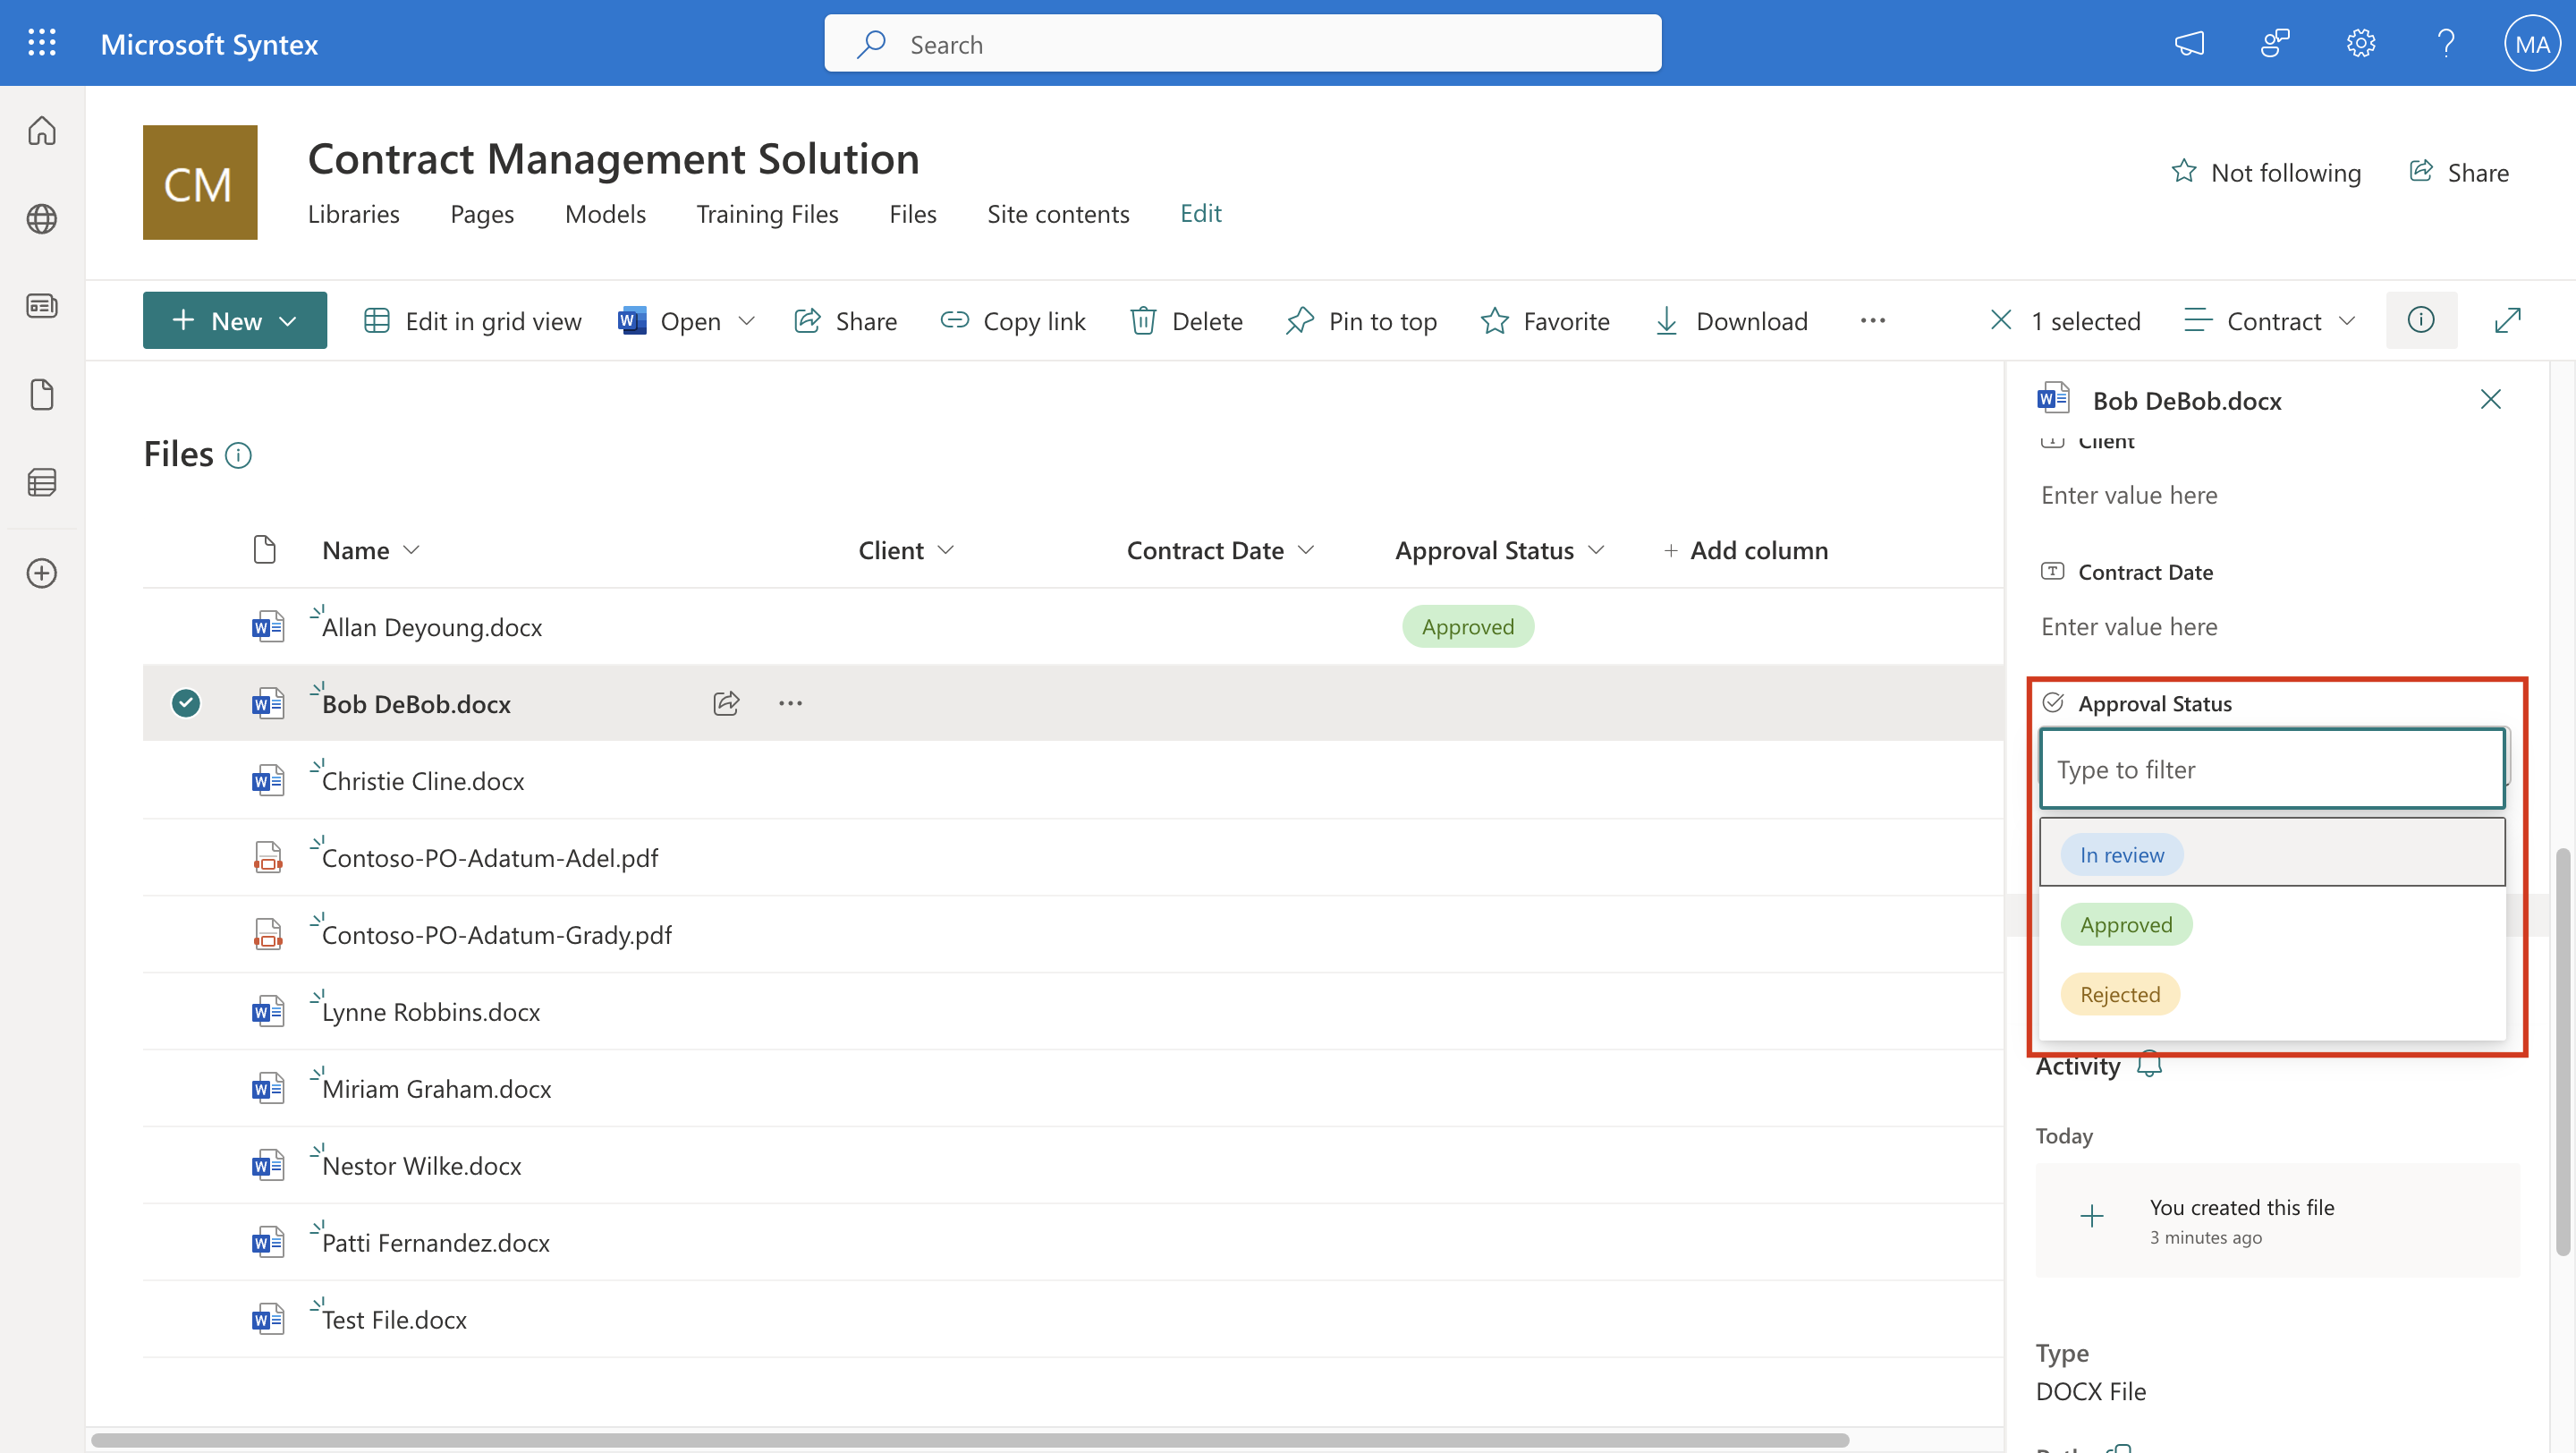 Microsoft Syntex
Search
MA
CM
Contract Management Solution
Not following
Share
Libraries
Pages
Models
Training Files
Files
Site contents
Edit
New
Edit in grid view
Open
Share
Copy link
Delete
Pin to top
Favorite
Download
1 selected
Contract
Files
Name
Client
Contract Date
Approval Status
Add column
Allan Deyoung.docx
Approved
Bob DeBob.docx
Christie Cline.docx
Contoso-PO-Adatum-Adel.pdf
Contoso-PO-Adatum-Grady.pdf
Lynne Robbins.docx
Miriam Graham.docx
Nestor Wilke.docx
Patti Fernandez.docx
Test File.docx
Bob DeBob.docx
Client
Enter value here
Contract Date
Enter value here
Approval Status
Type to filter
In review
Approved
Rejected
Activity
Today
You created this file
3 minutes ago
Type
DOCX File